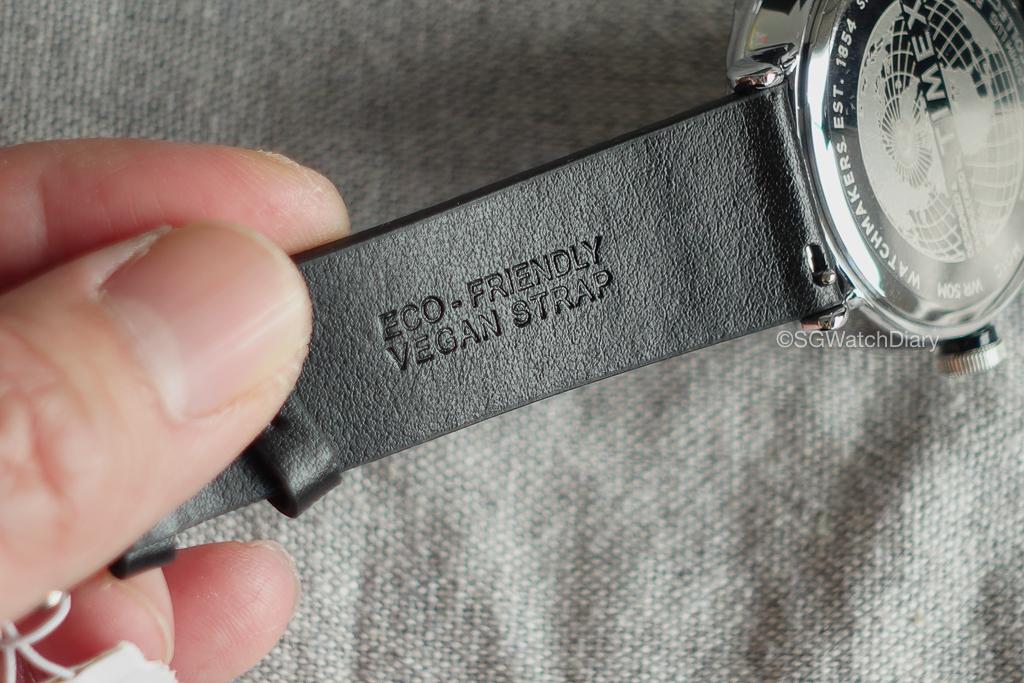 ECO-FRIENDLY
VEGAN STRAP
WATCHMAKERS EST. 1854
TIMEX
WR 50M
©SGWatchDiary